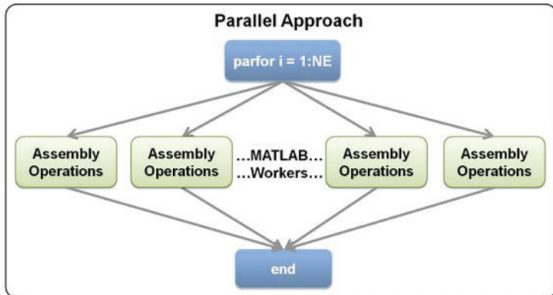 Parallel Approach
parfor i = 1:NE
Assembly
Operations
Assembly
Operations
...MATLAB...
...Workers...
Assembly
Operations
Assembly
Operations
end